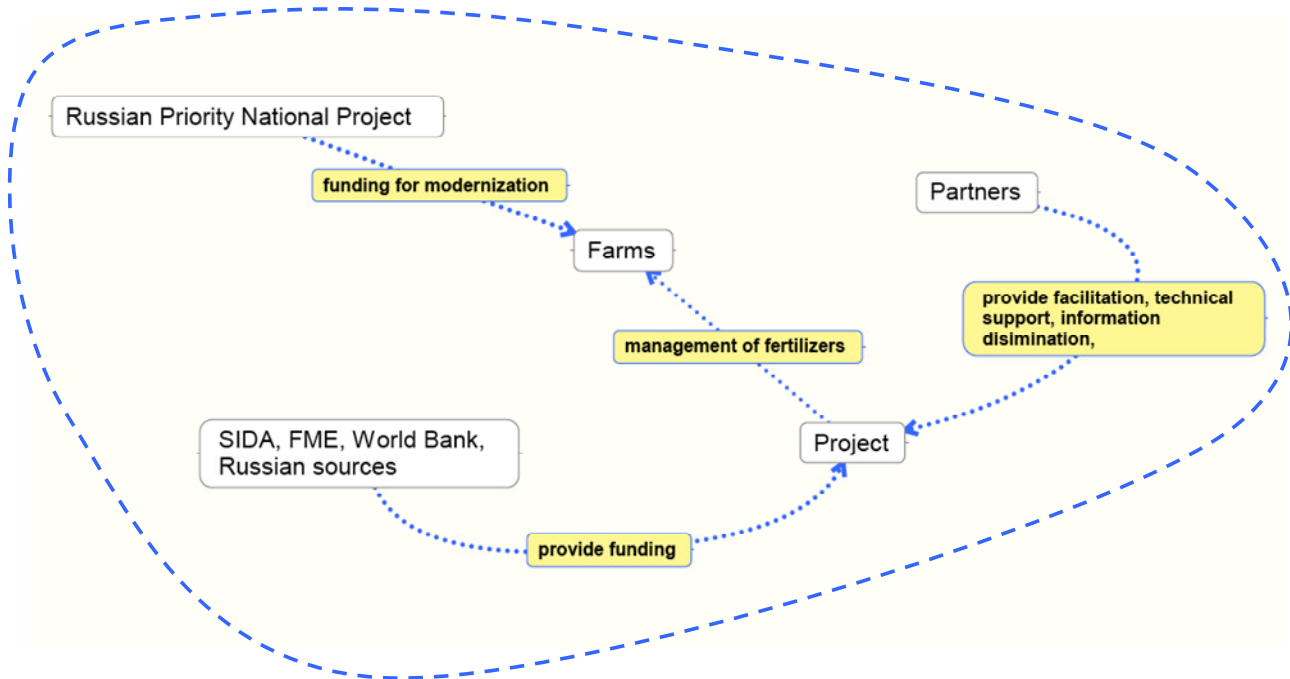 Russian Priority National Project
funding for modernization
Partners
Farms
provide facilitation, technical
support, information
disimination,
management of fertilizers
SIDA, FME, World Bank,
Russian sources
Project
provide funding